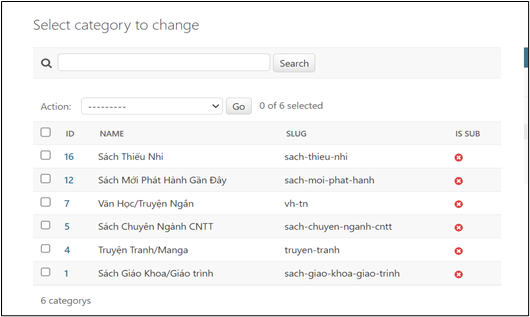 Select category to change
Search
Action: --------- Go 0 of 6 selected
ID NAME SLUG IS SUB
16 Sách Thiếu Nhi sach-thieu-nhi
12 Sách Mới Phát Hành Gần Đây sach-moi-phat-hanh
7 Văn Học/Truyện Ngắn vh-tn
5 Sách Chuyên Ngành CNTT sach-chuyen-nganh-cntt
4 Truyện Tranh/Manga truyen-tranh
1 Sách Giáo Khoa/Giáo trình sach-giao-khoa-giao-trinh
6 categorys